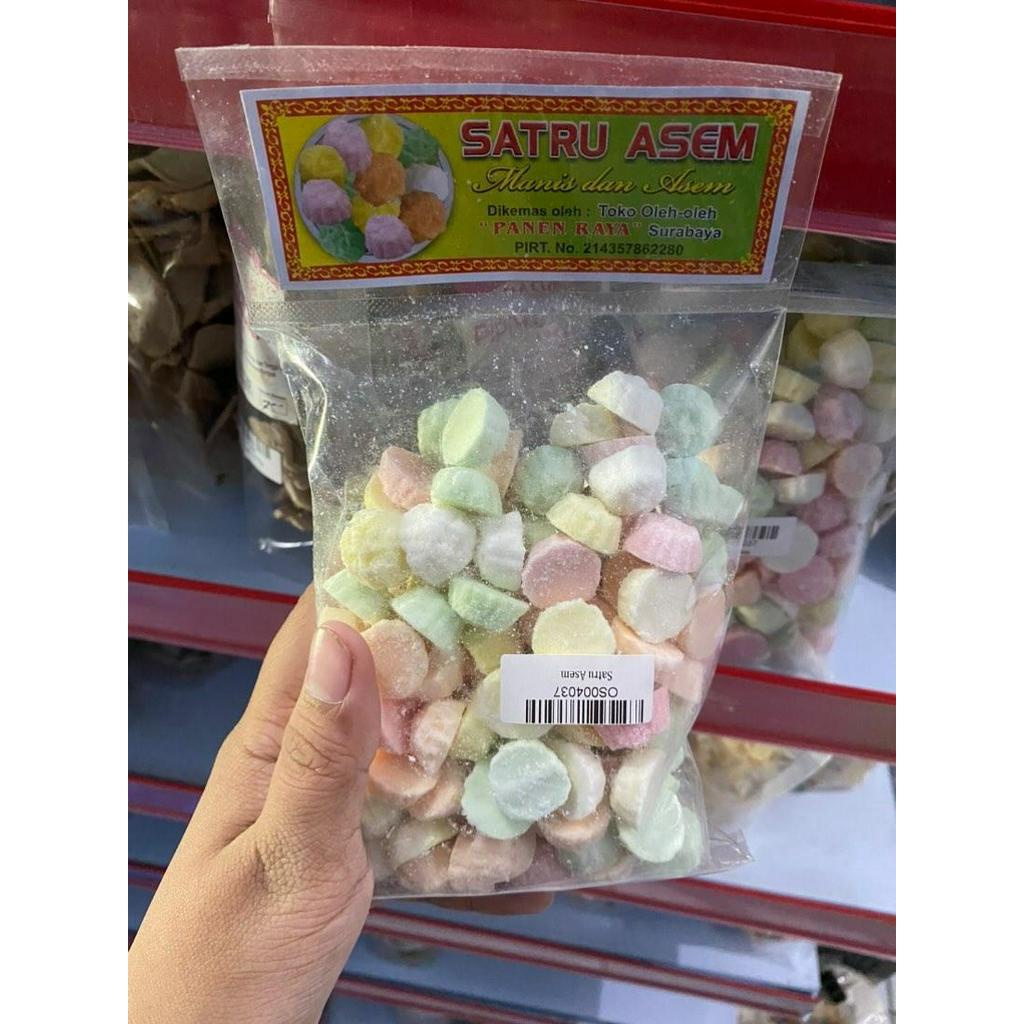 SATRU ASEM
Manis dan Asem
Dikemas oleh : Toko Oleh-oleh
"PANEN RAYA" Surabaya
PIRT. No. 214357862280
OS004037
Satru Asem